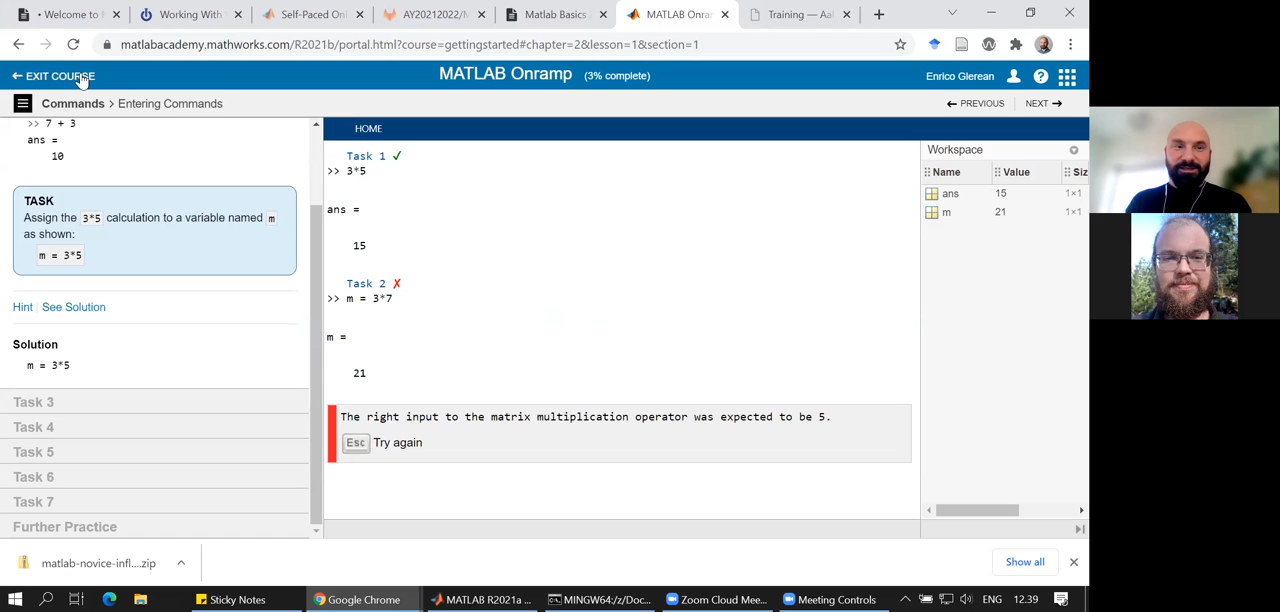 • Welcome to M
Working With
Self-Paced Onl
AY20212022/M
Matlab Basics
MATLAB Onra
Training — Aal
matlabacademy.mathworks.com/R2021b/portal.html?course=gettingstarted#chapter=2&lesson=1&section=1
EXIT COURSE
MATLAB Onramp (3% complete)
Enrico Glerean
Commands > Entering Commands
PREVIOUS
NEXT
>> 7 + 3
ans =
10
TASK
Assign the 3*5 calculation to a variable named m
as shown:
m = 3*5
Hint | See Solution
Solution
m = 3*5
Task 3
Task 4
Task 5
Task 6
Task 7
Further Practice
HOME
Task 1 ✓
>> 3*5
ans =
15
Task 2 ✗
>> m = 3*7
m =
21
The right input to the matrix multiplication operator was expected to be 5.
Esc Try again
Workspace
Name Value Siz
ans 15 1×1
m 21 1×1
matlab-novice-infl....zip
Show all
Sticky Notes
Google Chrome
MATLAB R2021a ...
MINGW64:/z/Doc...
Zoom Cloud Mee...
Meeting Controls
ENG
12.39